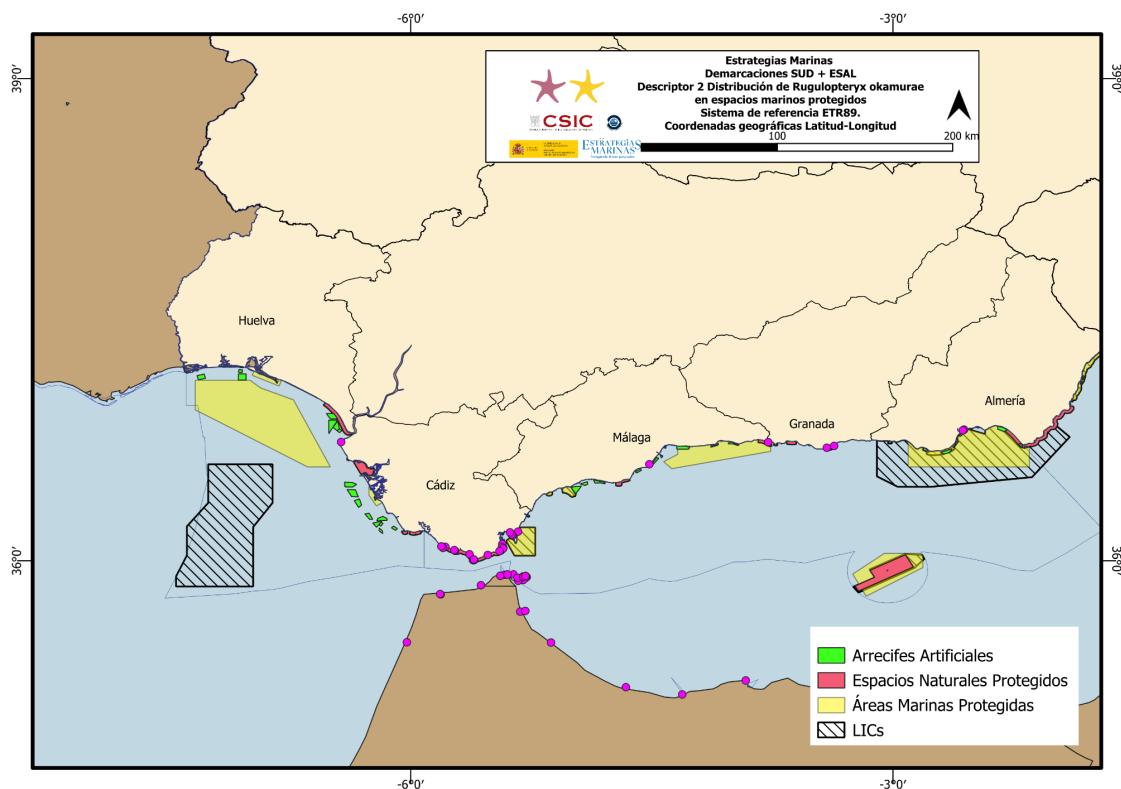 -6°0'
-3°0'
39°0'
39°0'
Estrategias Marinas
Demarcaciones SUD + ESAL
Descriptor 2 Distribución de Rugulopteryx okamurae
en espacios marinos protegidos
Sistema de referencia ETR89.
Coordenadas geográficas Latitud-Longitud
CSIC
ESTRATEGIAS
MARINAS
100
200 km
Huelva
Almería
Granada
Málaga
Cádiz
36°0'
36°0'
Arrecifes Artificiales
Espacios Naturales Protegidos
Áreas Marinas Protegidas
LICs
-6°0'
-3°0'